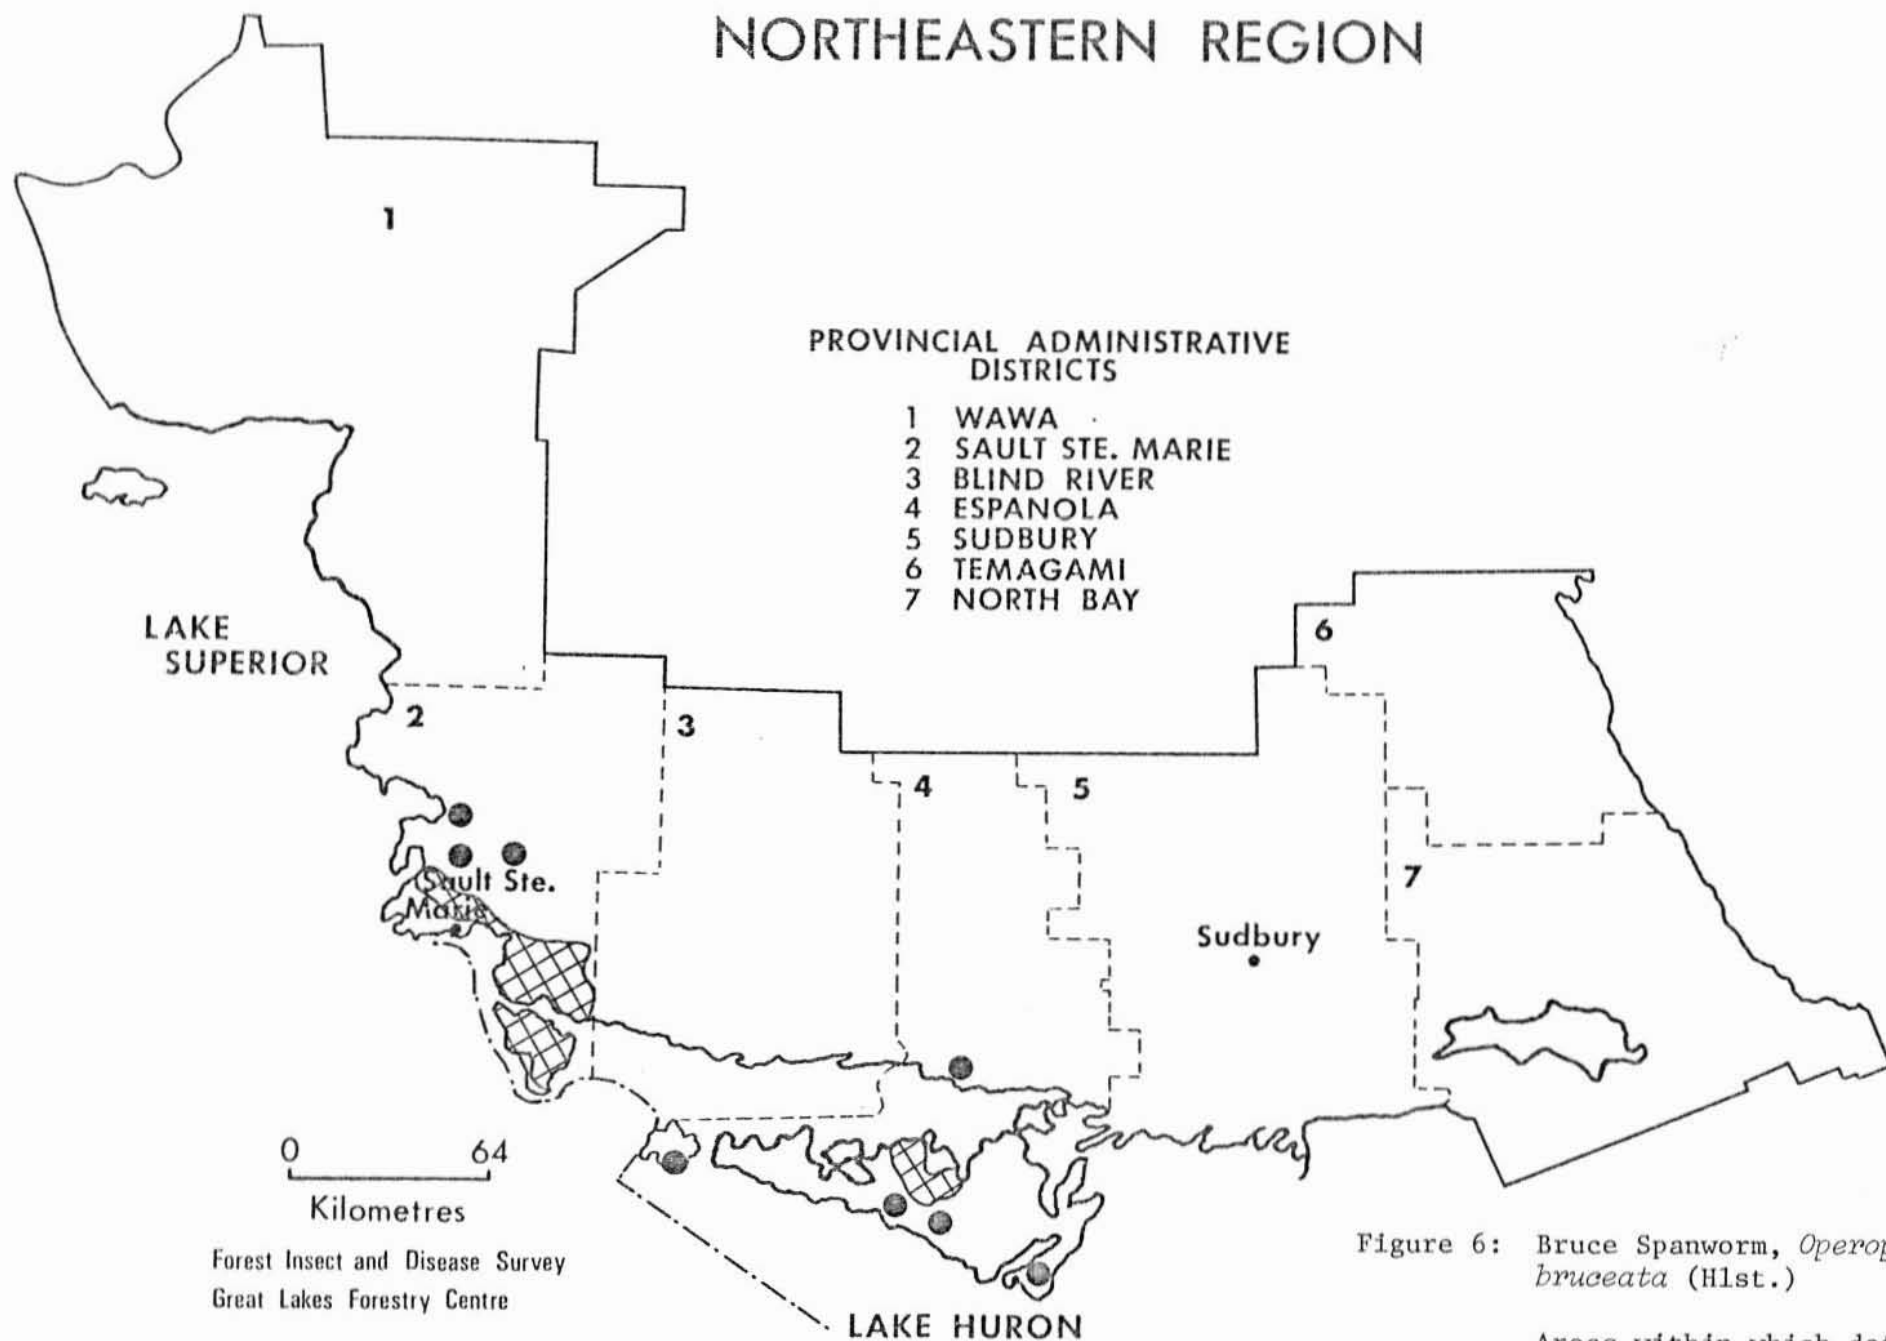 NORTHEASTERN REGION
1
PROVINCIAL ADMINISTRATIVE
DISTRICTS
1 WAWA
2 SAULT STE. MARIE
3 BLIND RIVER
4 ESPANOLA
5 SUDBURY
6 TEMAGAMI
7 NORTH BAY
LAKE
SUPERIOR
6
2
3
4
5
7
Sault Ste.
Marie
Sudbury
0 64
Kilometres
Forest Insect and Disease Survey
Great Lakes Forestry Centre
LAKE HURON
Figure 6: Bruce Spanworm,
bruceata (Hlst.)